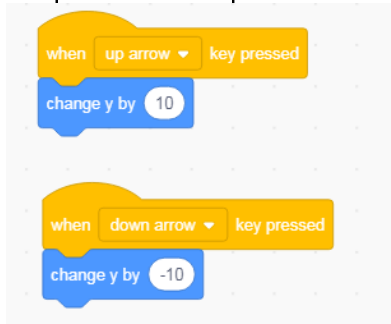 when up arrow key pressed
change y by 10
when down arrow key pressed
change y by -10